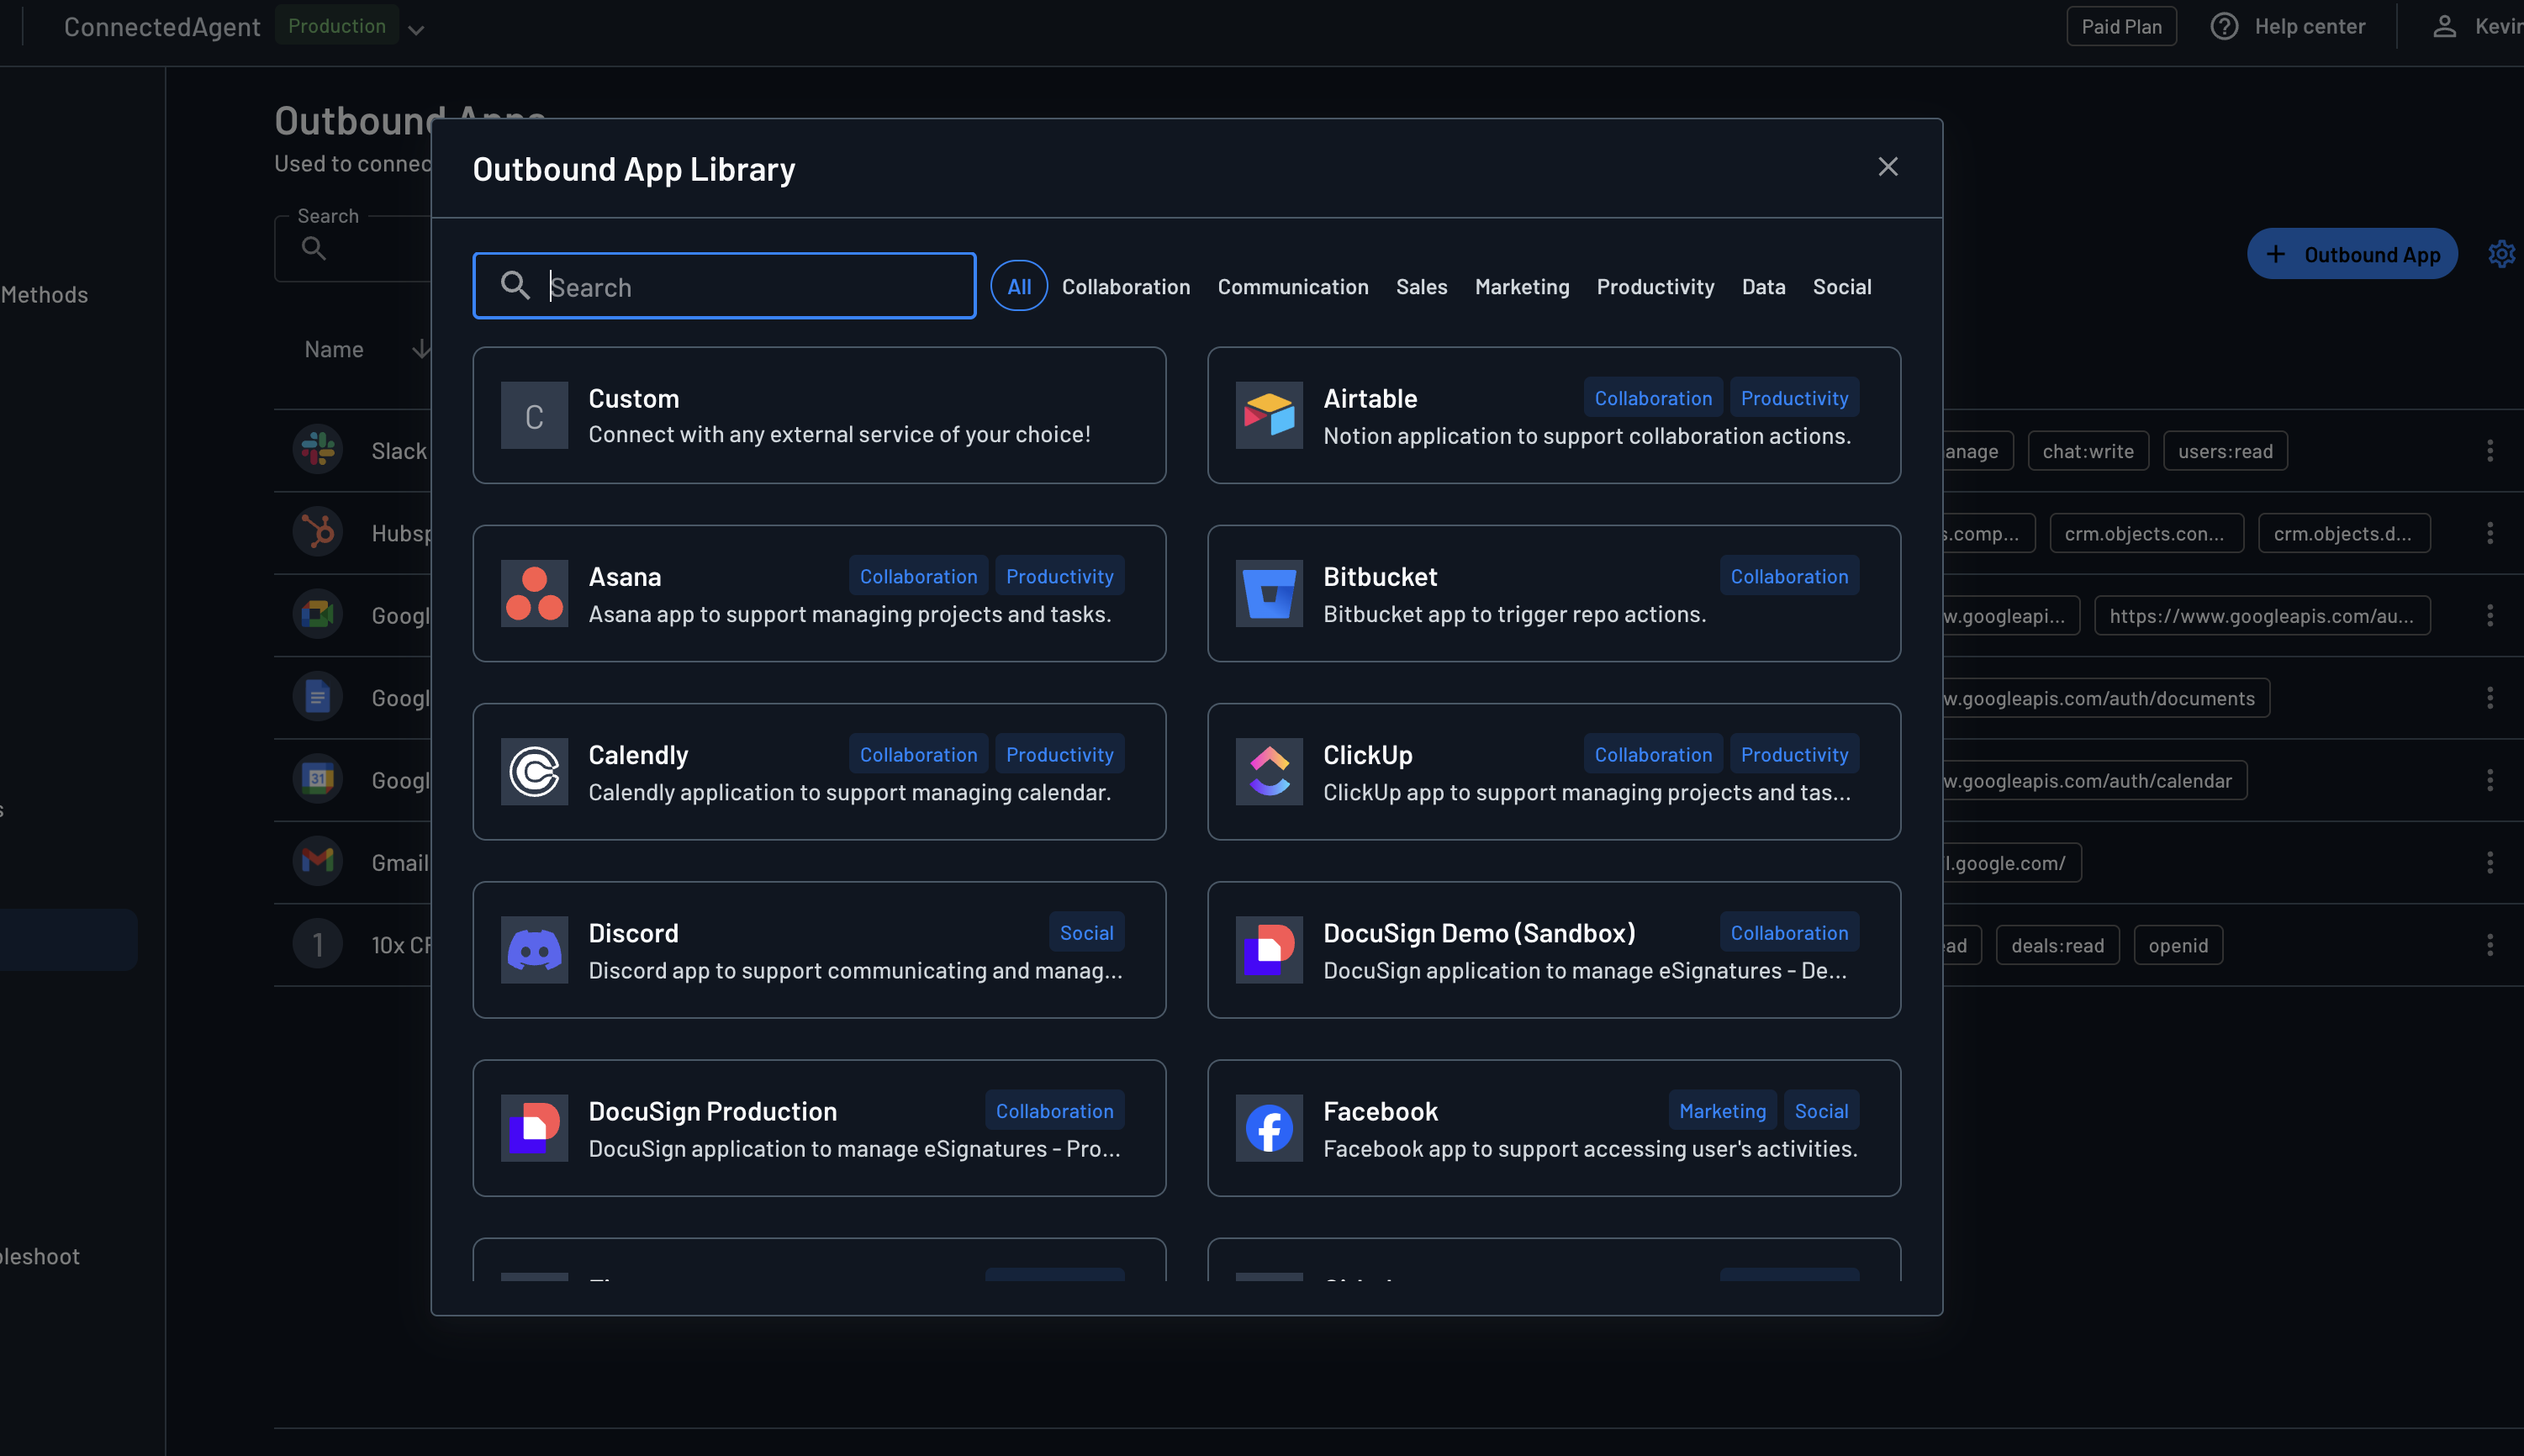 ConnectedAgent Production
Paid Plan Help center
Outbound Apps
Used to connec
Search
Outbound App
Methods
Name
Slack
anage chat:write users:read
Hubsp
s.comp... crm.objects.con... crm.objects.d...
Googl
w.googleapi... https://www.googleapis.com/au...
Googl
w.googleapis.com/auth/documents
Googl
31
w.googleapis.com/auth/calendar
Gmail
l.google.com/
1 10x CR
ead deals:read openid
bleshoot
Outbound App Library
Search
All Collaboration Communication Sales Marketing Productivity Data Social
C
Custom
Connect with any external service of your choice!
Airtable Collaboration Productivity
Notion application to support collaboration actions.
Asana Collaboration Productivity
Asana app to support managing projects and tasks.
Bitbucket Collaboration
Bitbucket app to trigger repo actions.
Calendly Collaboration Productivity
Calendly application to support managing calendar.
ClickUp Collaboration Productivity
ClickUp app to support managing projects and tas...
Discord Social
Discord app to support communicating and manag...
DocuSign Demo (Sandbox) Collaboration
DocuSign application to manage eSignatures - De...
DocuSign Production Collaboration
DocuSign application to manage eSignatures - Pro...
Facebook Marketing Social
Facebook app to support accessing user's activities.